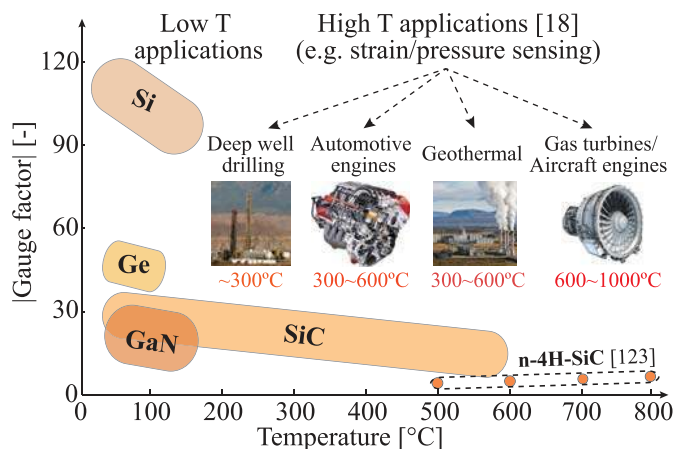 Low T
applications
High T applications [18]
(e.g. strain/pressure sensing)
120
90
60
30
0
|Gauge factor| [-]
Si
Ge
GaN
SiC
Deep well
drilling
Automotive
engines
Geothermal
Gas turbines/
Aircraft engines
~300ºC
300~600ºC
300~600ºC
600~1000ºC
n-4H-SiC [123]
0 100 200 300 400 500 600 700 800
Temperature [°C]